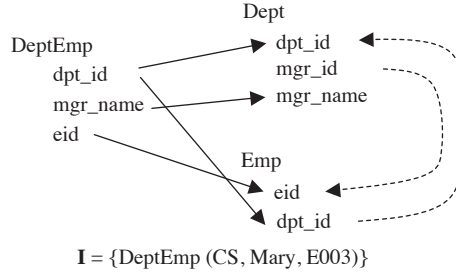 Dept
dpt_id
mgr_id
mgr_name
DeptEmp
dpt_id
mgr_name
eid
Emp
eid
dpt_id
I = {DeptEmp (CS, Mary, E003)}